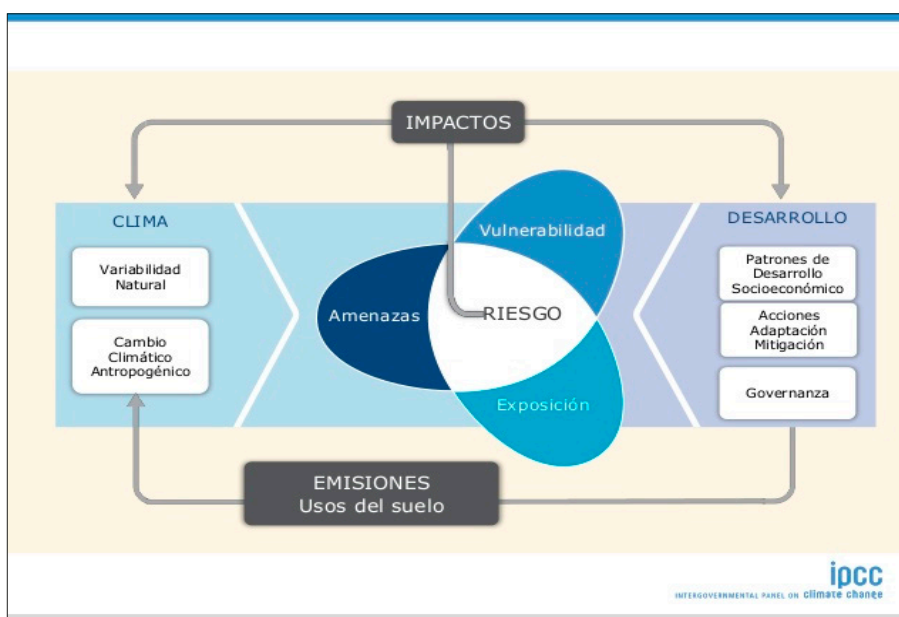 IMPACTOS
CLIMA
Variabilidad
Natural
Cambio
Climático
Antropogénico
Vulnerabilidad
Amenazas
RIESGO
Exposición
DESARROLLO
Patrones de
Desarrollo
Socioeconómico
Acciones
Adaptación
Mitigación
Governanza
EMISIONES
Usos del suelo
ipcc
INTERGOVERNMENTAL PANEL ON climate change